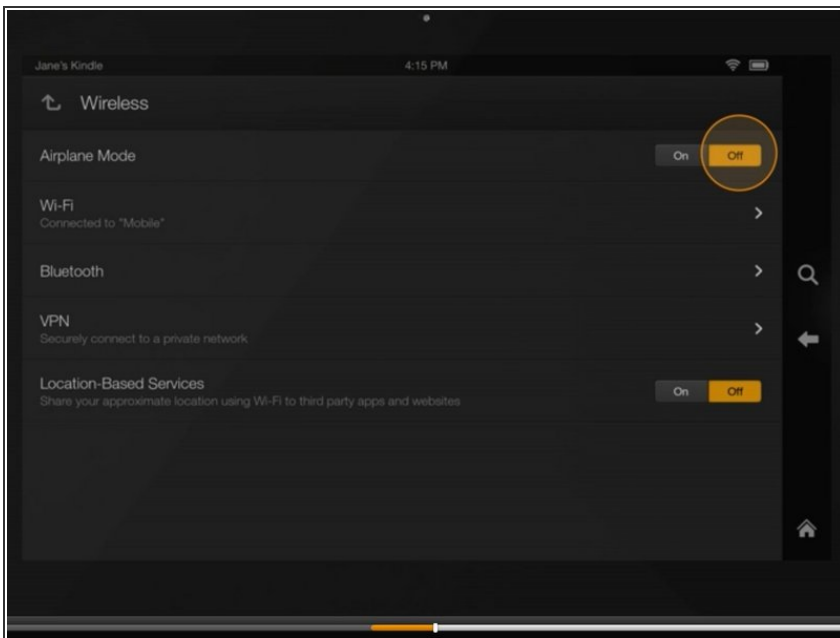 Jane's Kindle 4:15 PM
Wireless
Airplane Mode On Off
Wi-Fi
Connected to "Mobile"
Bluetooth
VPN
Securely connect to a private network
Location-Based Services On Off
Share your approximate location using Wi-Fi to third party apps and websites